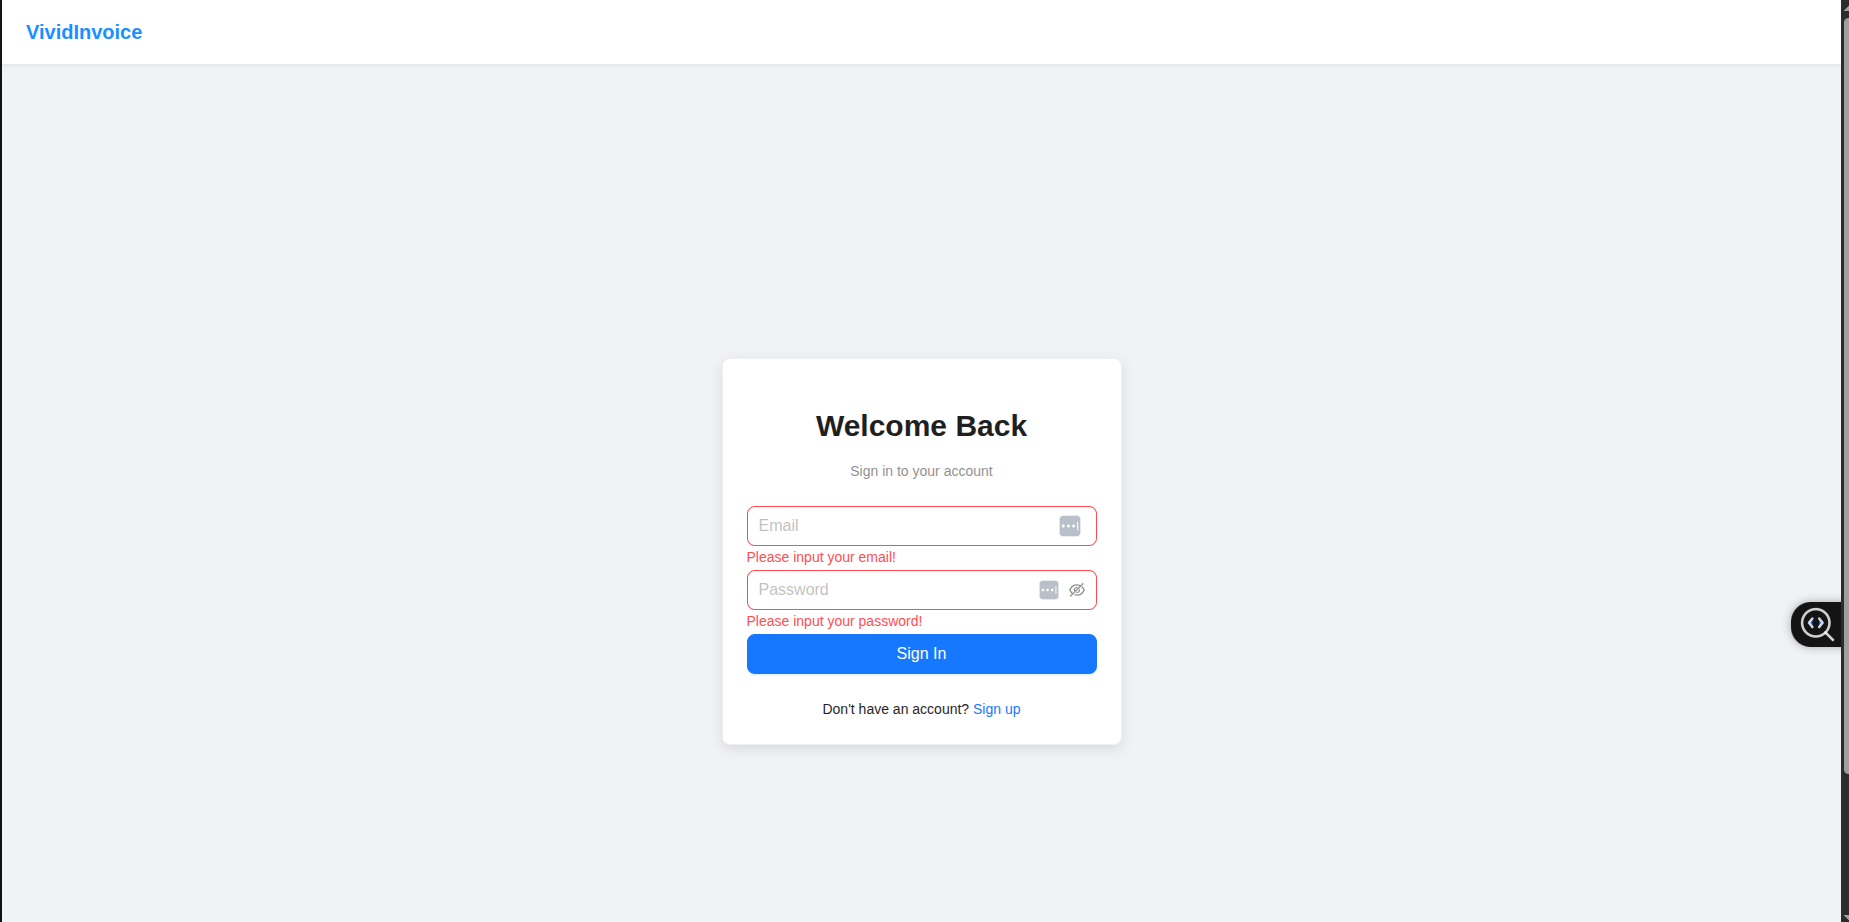 VividInvoice
Welcome Back
Sign in to your account
Email
Please input your email!
Password
Please input your password!
Sign In
Don't have an account? Sign up